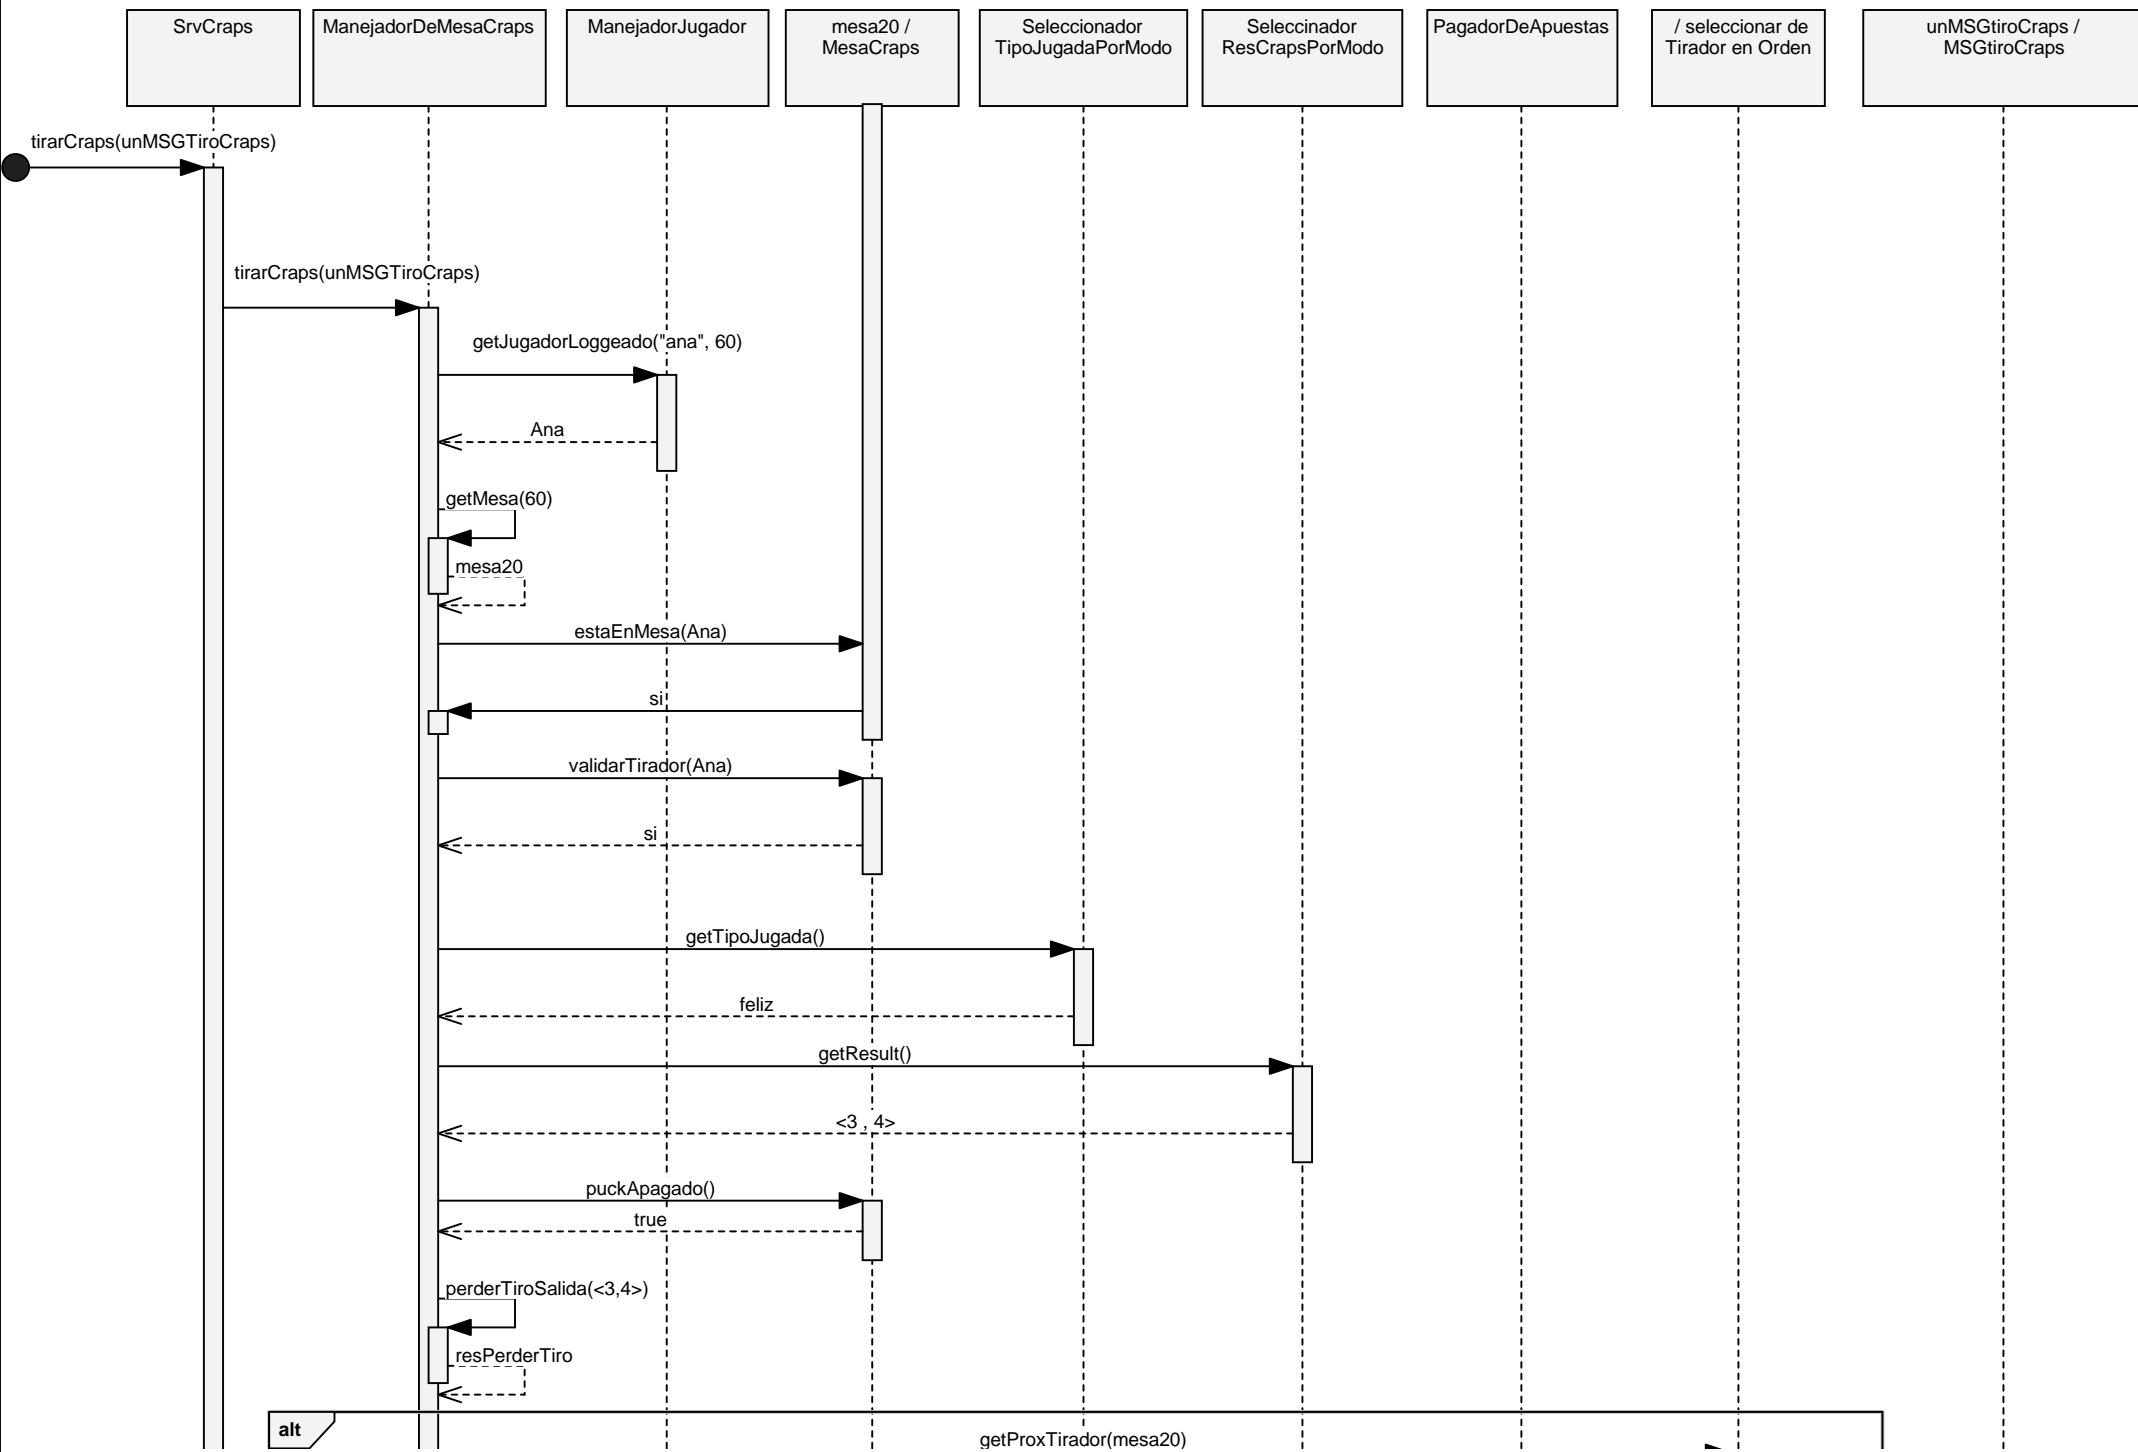 SrvCraps
ManejadorDeMesaCraps
ManejadorJugador
mesa20 /
MesaCraps
Seleccionador
TipoJugadaPorModo
Seleccinador
ResCrapsPorModo
PagadorDeApuestas
/ seleccionar de
Tirador en Orden
unMSGtiroCraps /
MSGtiroCraps
tirarCraps(unMSGTiroCraps)
tirarCraps(unMSGTiroCraps)
getJugadorLoggeado("ana", 60)
Ana
getMesa(60)
mesa20
estaEnMesa(Ana)
si
validarTirador(Ana)
si
getTipoJugada()
feliz
getResult()
<3 , 4>
puckApagado()
true
perderTiroSalida(<3,4>)
resPerderTiro
alt
getProxTirador(mesa20)